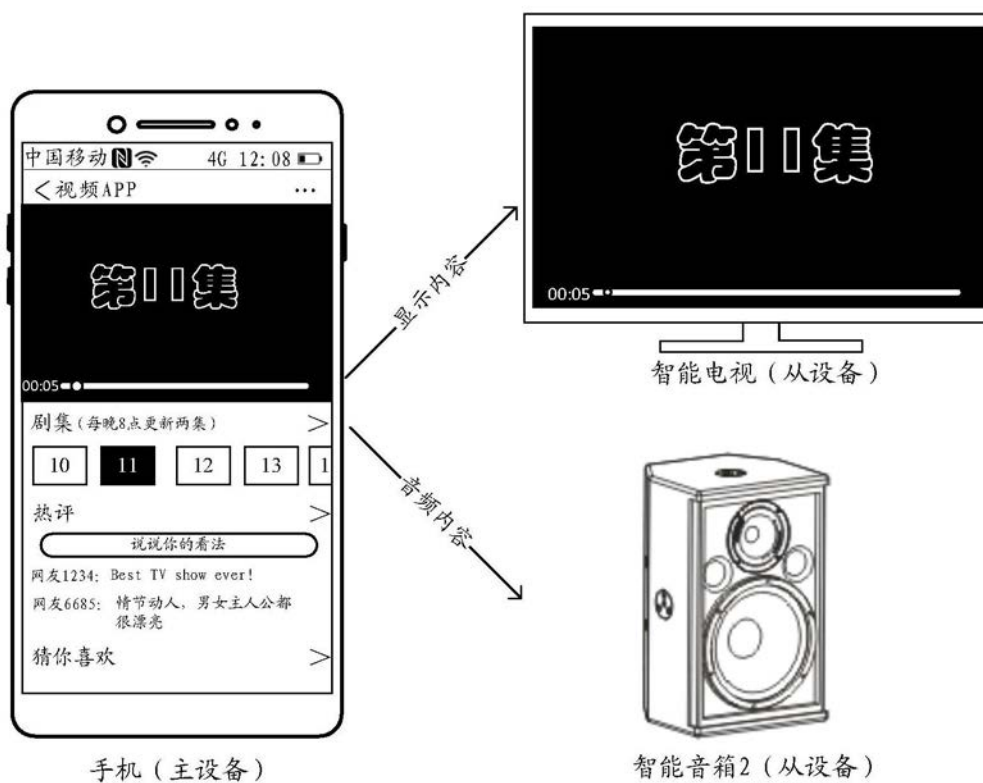 中国移动 4G 12:08
<视频APP ...
第11集
00:05
剧集(每晚8点更新两集) >
10 11 12 13 1
热评 >
说说你的看法
网友1234: Best TV show ever!
网友6685: 情节动人，男女主人公都
很漂亮
猜你喜欢 >
手机(主设备)
显示内容
音频内容
第11集
00:05
智能电视(从设备)
智能音箱2(从设备)